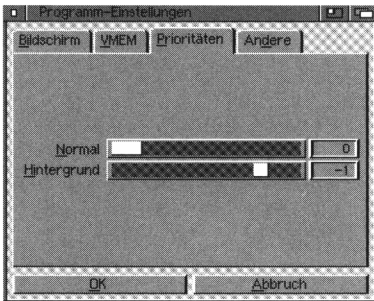 Programm-Einstellungen
Bildschirm VMEM Prioritäten Andere
Normal 0
Hintergrund -1
OK Abbruch